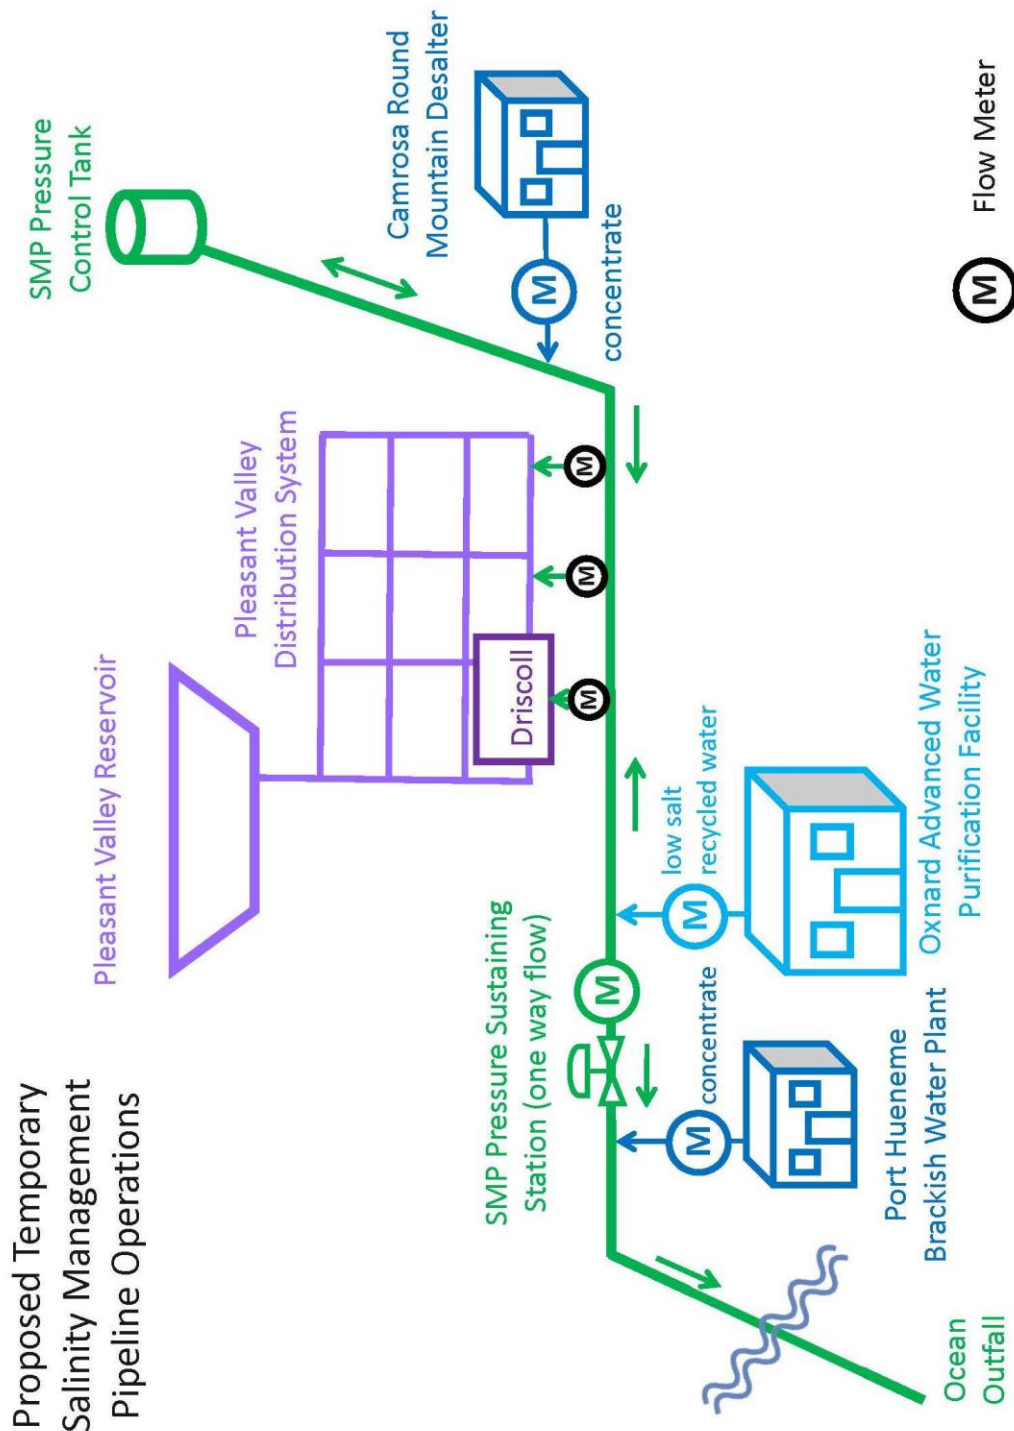 Proposed Temporary
Salinity Management
Pipeline Operations
Pleasant Valley Reservoir
Pleasant Valley
Distribution System
SMP Pressure
Control Tank
Camrosa Round
Mountain Desalter
M
concentrate
Driscoll
M
M
M
SMP Pressure Sustaining
Station (one way flow)
M
low salt
recycled water
M
concentrate
M
Port Hueneme
Brackish Water Plant
Oxnard Advanced Water
Purification Facility
Ocean
Outfall
M
Flow Meter